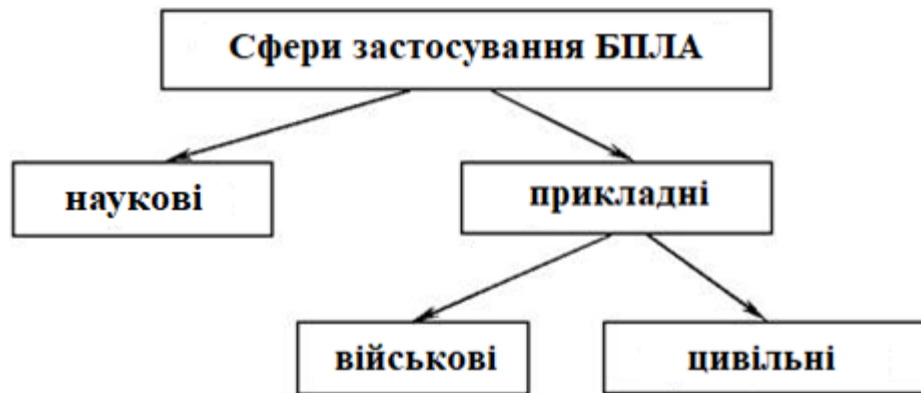 Сфери застосування БПЛА
наукові
прикладні
військові
цивільні